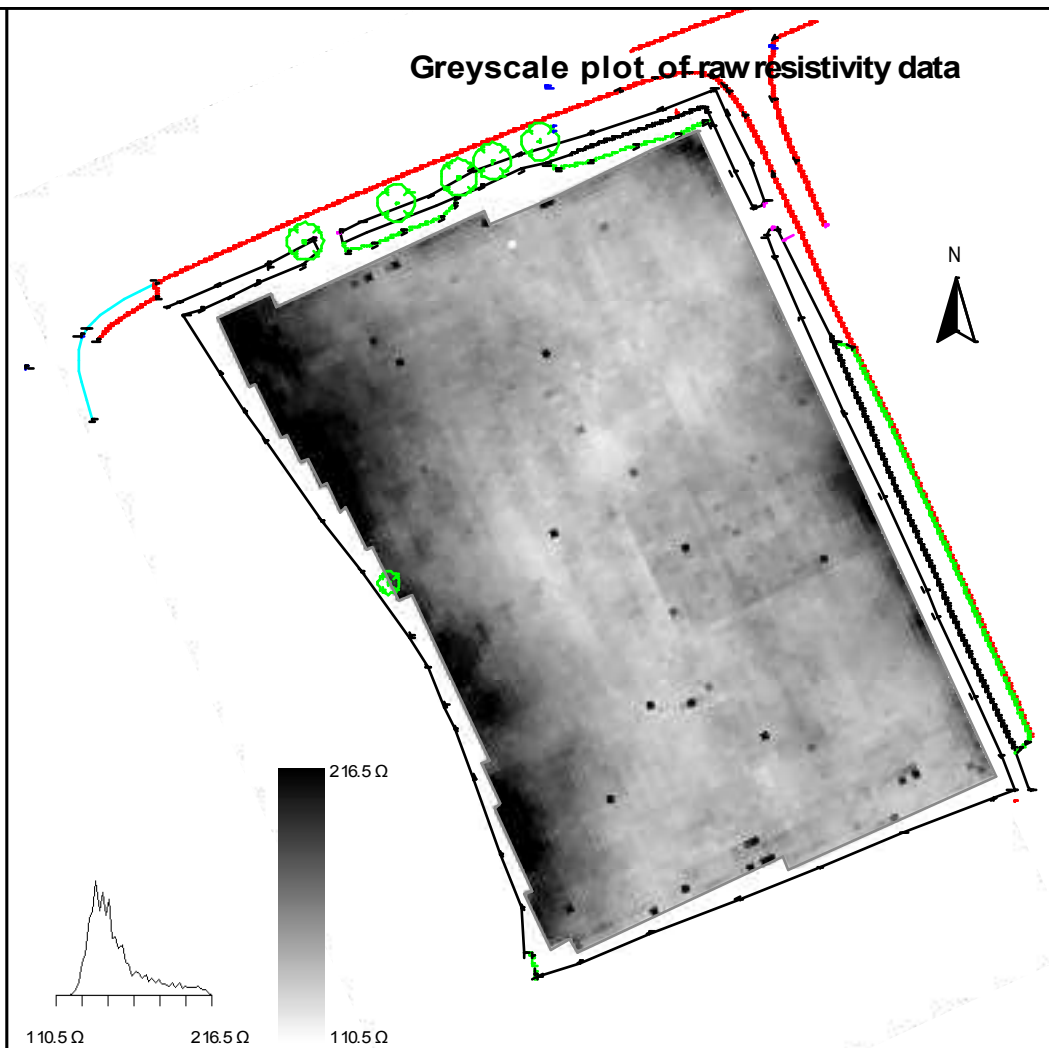 Greyscale plot of raw resistivity data
N
216.5 Ω
110.5 Ω
216.5 Ω
110.5 Ω